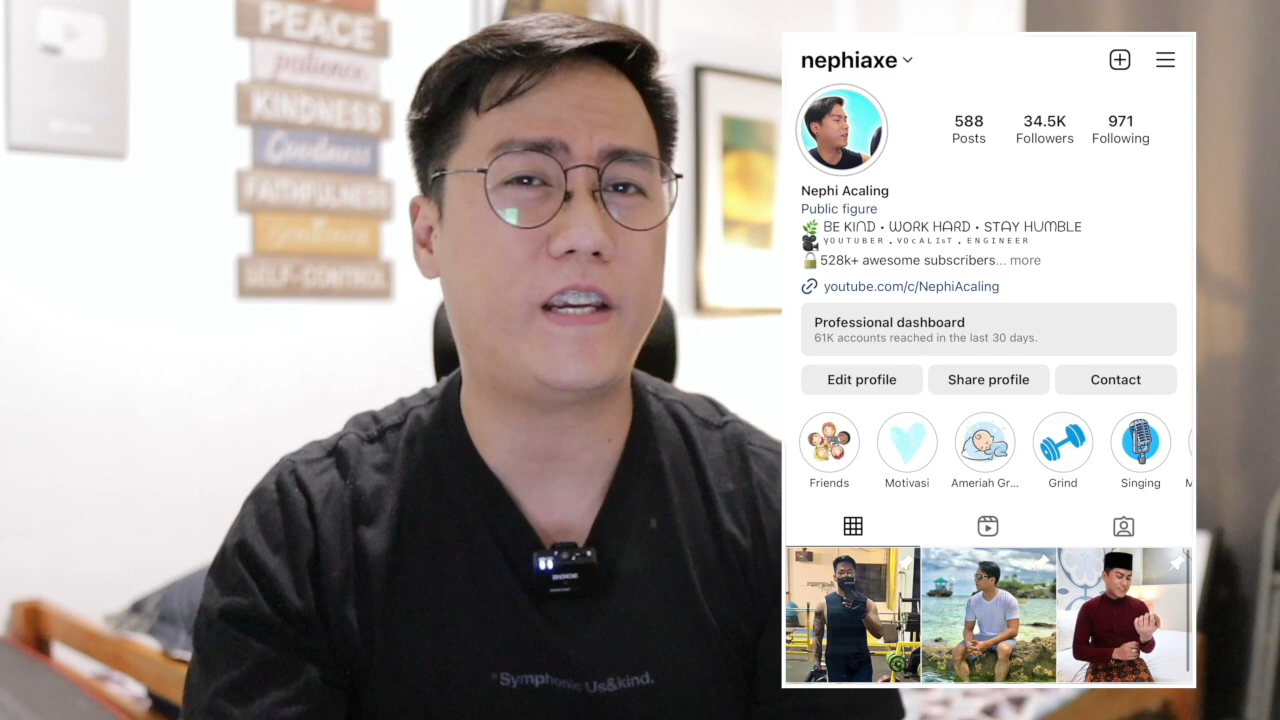 PEACE
patience
KINDNESS
Goodness
FAITHFULNESS
SELF-CONTROL
RODE
*Symphonic Us&kind.
nephiaxe
588 34.5K 971
Posts Followers Following
Nephi Acaling
Public figure
🌿 BE KIND • WORK HARD • STAY HUMBLE
🎥 YOUTUBER . VOCALIST . ENGINEER
🔒 528k+ awesome subscribers... more
youtube.com/c/NephiAcaling
Professional dashboard
61K accounts reached in the last 30 days.
Edit profile Share profile Contact
Friends Motivasi Ameriah Gr... Grind Singing M